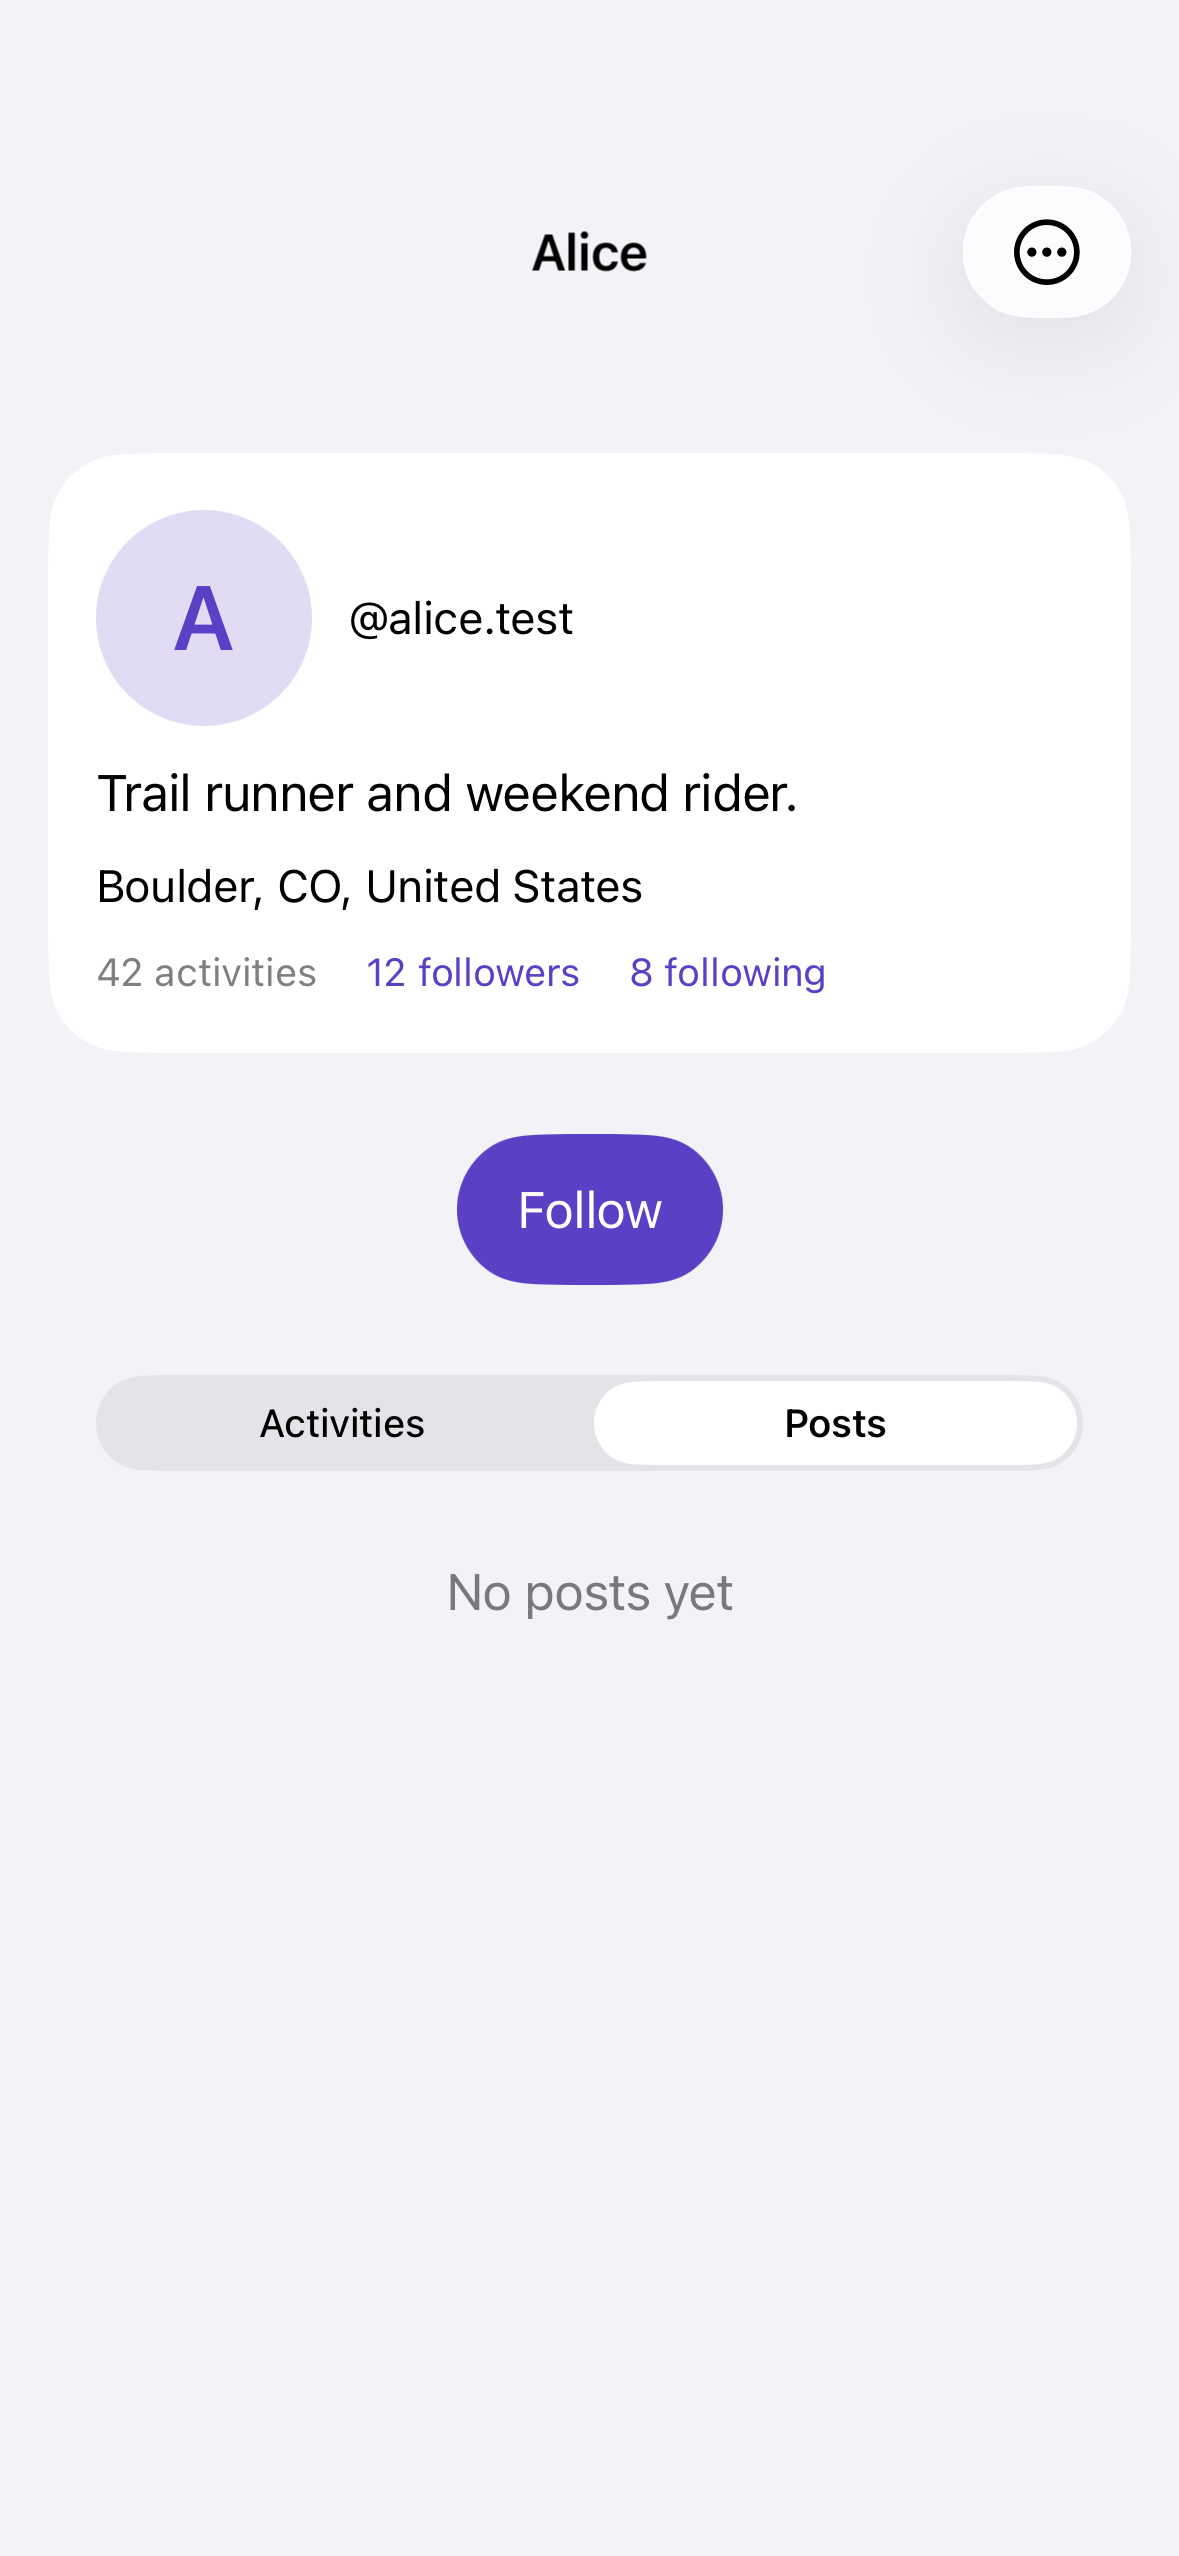 Alice
A
@alice.test
Trail runner and weekend rider.
Boulder, CO, United States
42 activities 12 followers 8 following
Follow
Activities Posts
No posts yet